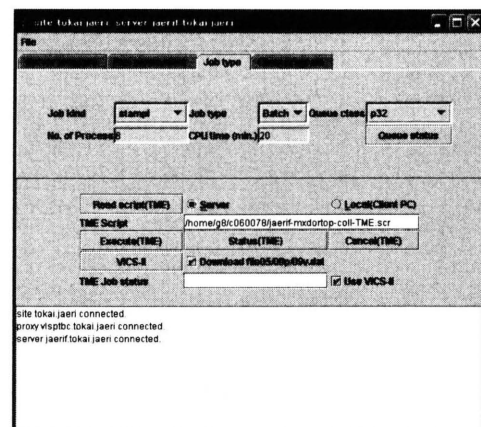 site tokai jaeri: server jaerif tokai jaeri
File
Job type
Job kind stampi Job type Batch Queue class p32
No. of Process 8 CPU time (min.) 20 Queue status
Read script(TME) Server Local(Client PC)
TME Script /home/g8/c060078/jaerif-mxdortop-coll-TME.scr
Execute(TME) Status(TME) Cancel(TME)
VICS-II Download file05/08p/09v.dat
TME Job status Use VICS-II
site tokai jaeri connected.
proxy vlsptbc tokai jaeri connected.
server jaerif tokai jaeri connected.